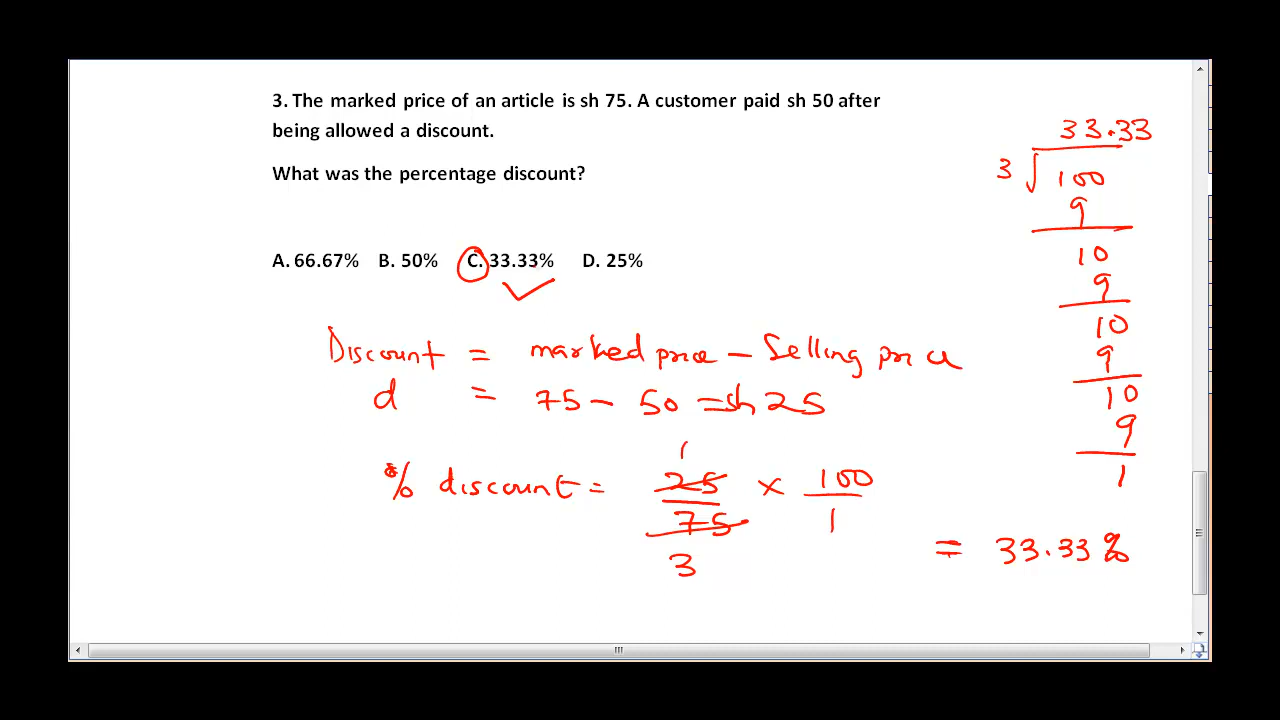 3. The marked price of an article is sh 75. A customer paid sh 50 after
being allowed a discount.
What was the percentage discount?
A. 66.67% B. 50% C. 33.33% D. 25%
Discount = marked price - Selling price
d = 75 - 50 = sh 25
% discount = 25/75 × 100/1
1
3
= 33.33%
33.33
3 √100
9
10
9
10
9
10
9
1